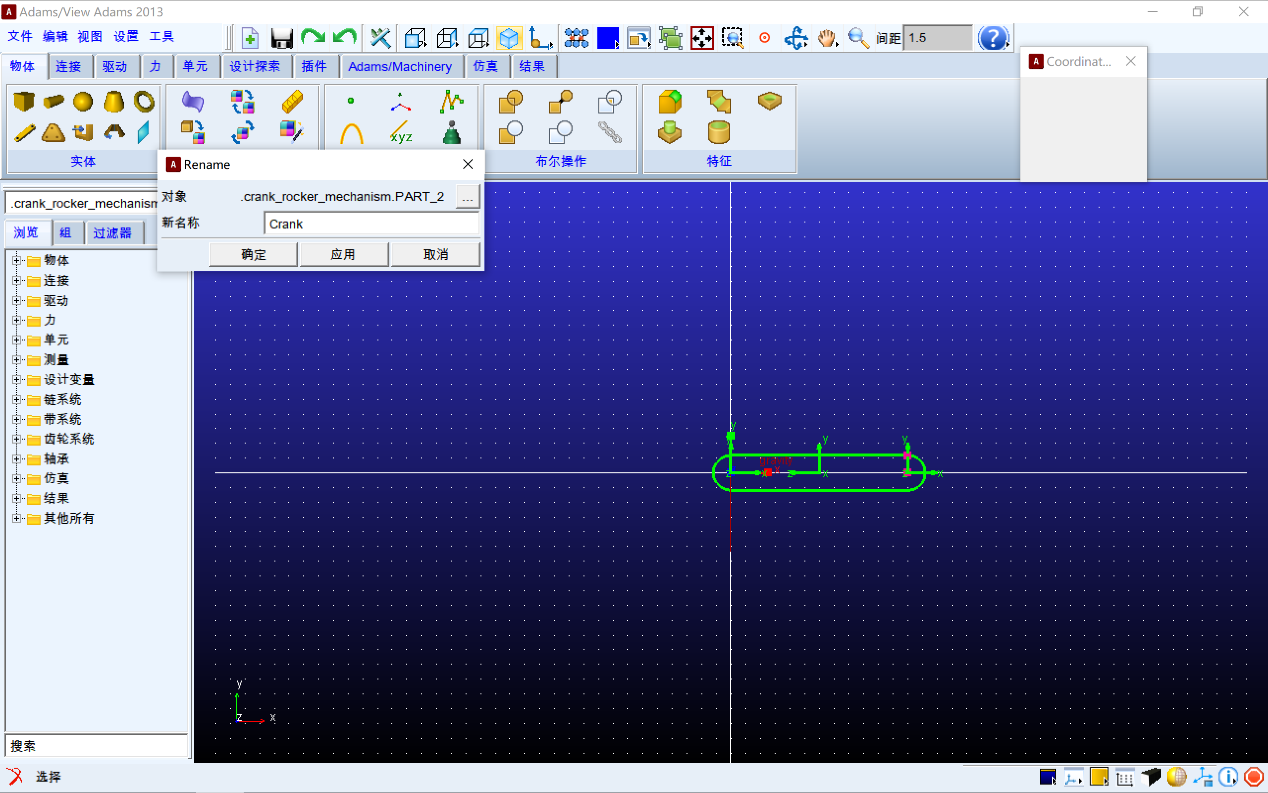 Adams/View Adams 2013
文件 编辑 视图 设置 工具
间距 1.5
物体 连接 驱动 力 单元 设计探索 插件 Adams/Machinery 仿真 结果
Coordinat...
xyz
实体 布尔操作 特征
Rename
对象 .crank_rocker_mechanism.PART_2 ...
新名称 Crank
确定 应用 取消
.crank_rocker_mechanism
浏览 组 过滤器
物体
连接
驱动
力
单元
测量
设计变量
链系统
带系统
齿轮系统
轴承
仿真
结果
其他所有
y
y
y
x
x
y
z
x
搜索
选择